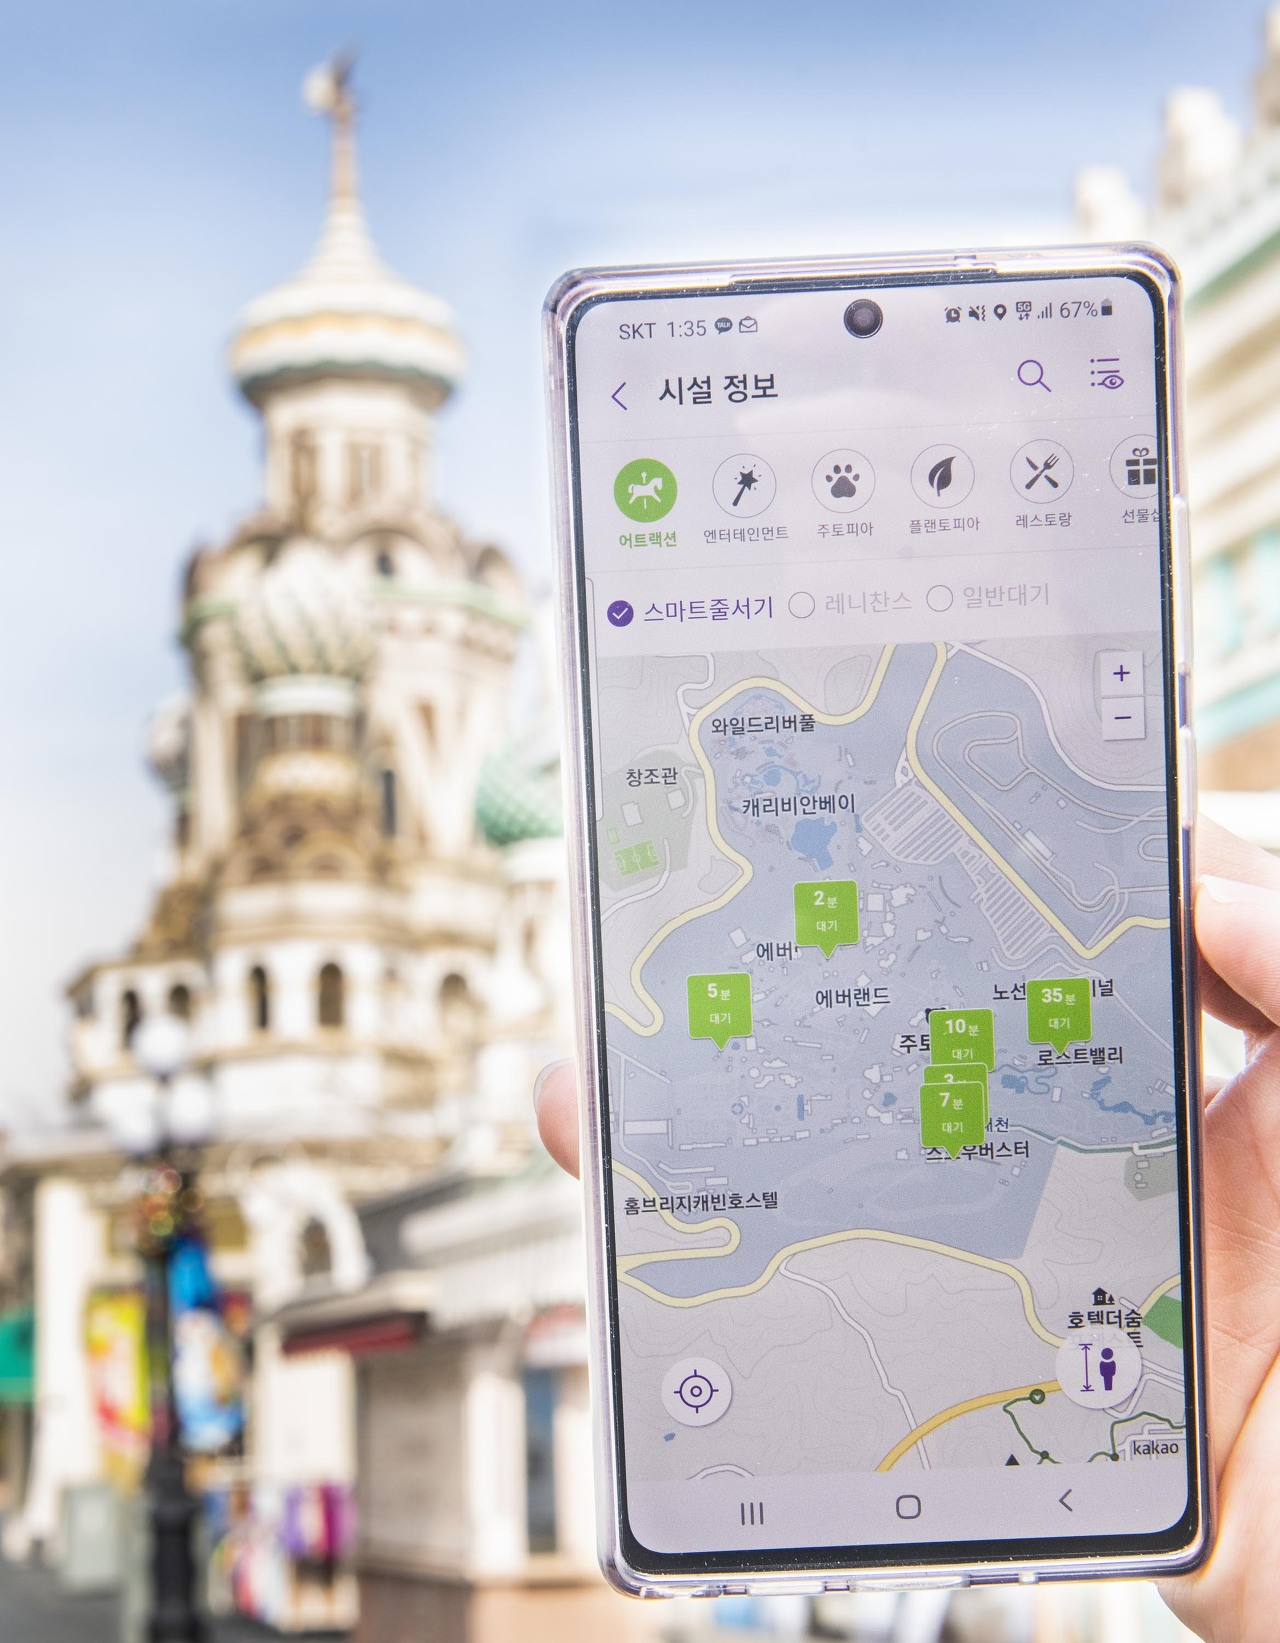 SKT 1:35 TALK 5G 67%
시설 정보
어트랙션 엔터테인먼트 주토피아 플랜토피아 레스토랑 선물
스마트줄서기 레니찬스 일반대기
+
−
와일드리버풀
창조관
캐리비안베이
2분
대기
에버
5분
대기
에버랜드
노선 널
35분
대기
10분
대기
주토
로스트밸리
3
7분
대기
스노우버스터
홈브리지캐빈호스텔
호텔더숨
kakao